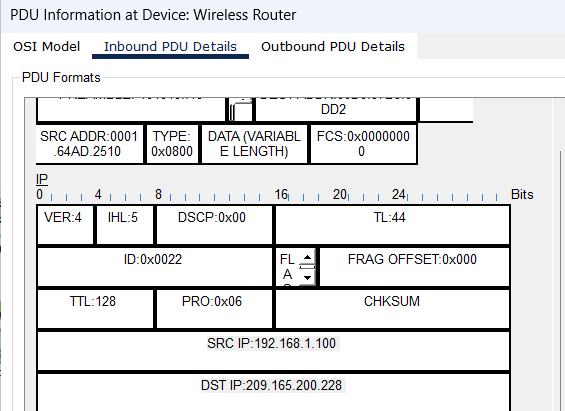 PDU Information at Device: Wireless Router
OSI Model Inbound PDU Details Outbound PDU Details
PDU Formats
DD2
SRC ADDR:0001 TYPE: DATA (VARIABL FCS:0x0000000
.64AD.2510 0x0800 E LENGTH) 0
IP
0 4 8 16 20 24 Bits
VER:4 IHL:5 DSCP:0x00 TL:44
ID:0x0022 FL FRAG OFFSET:0x000
A
TTL:128 PRO:0x06 CHKSUM
SRC IP:192.168.1.100
DST IP:209.165.200.228